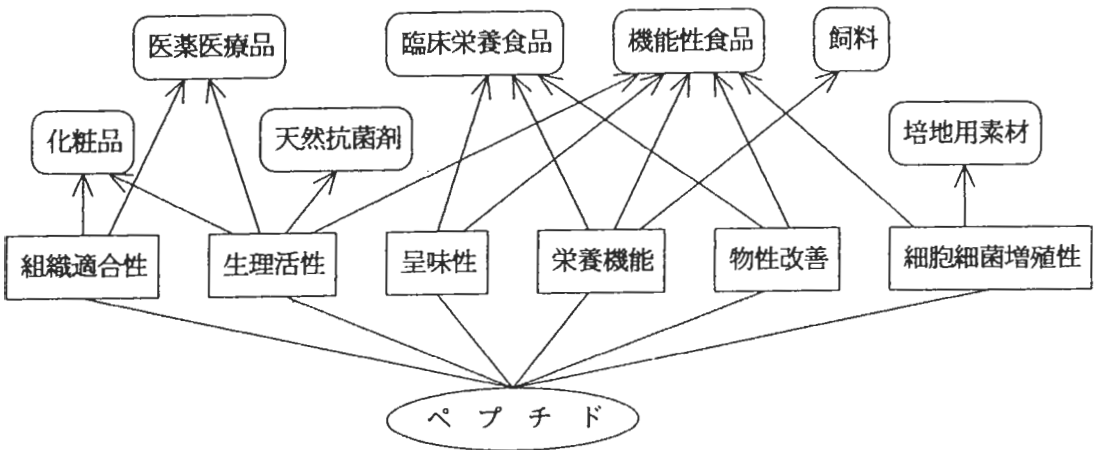 医薬医療品
臨床栄養食品
機能性食品
飼料
化粧品
天然抗菌剤
培地用素材
組織適合性
生理活性
呈味性
栄養機能
物性改善
細胞細菌増殖性
ペプチド